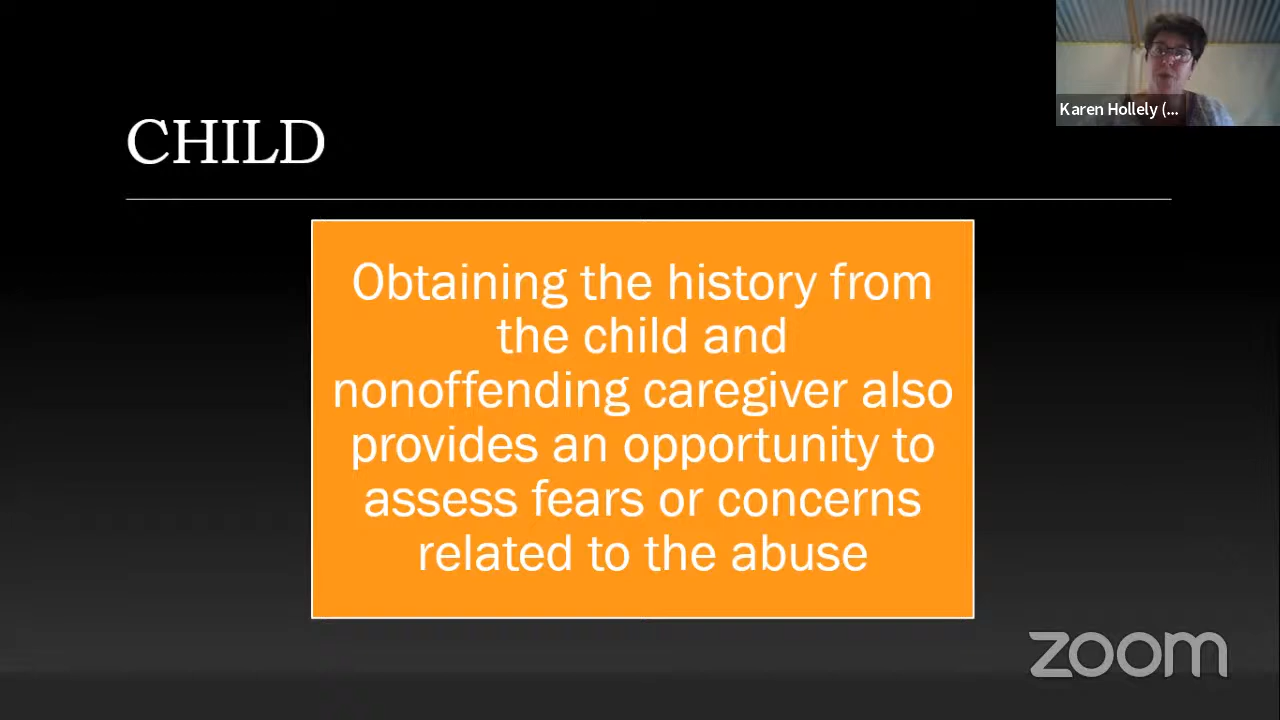 Karen Hollely (...
CHILD
Obtaining the history from
the child and
nonoffending caregiver also
provides an opportunity to
assess fears or concerns
related to the abuse
zoom